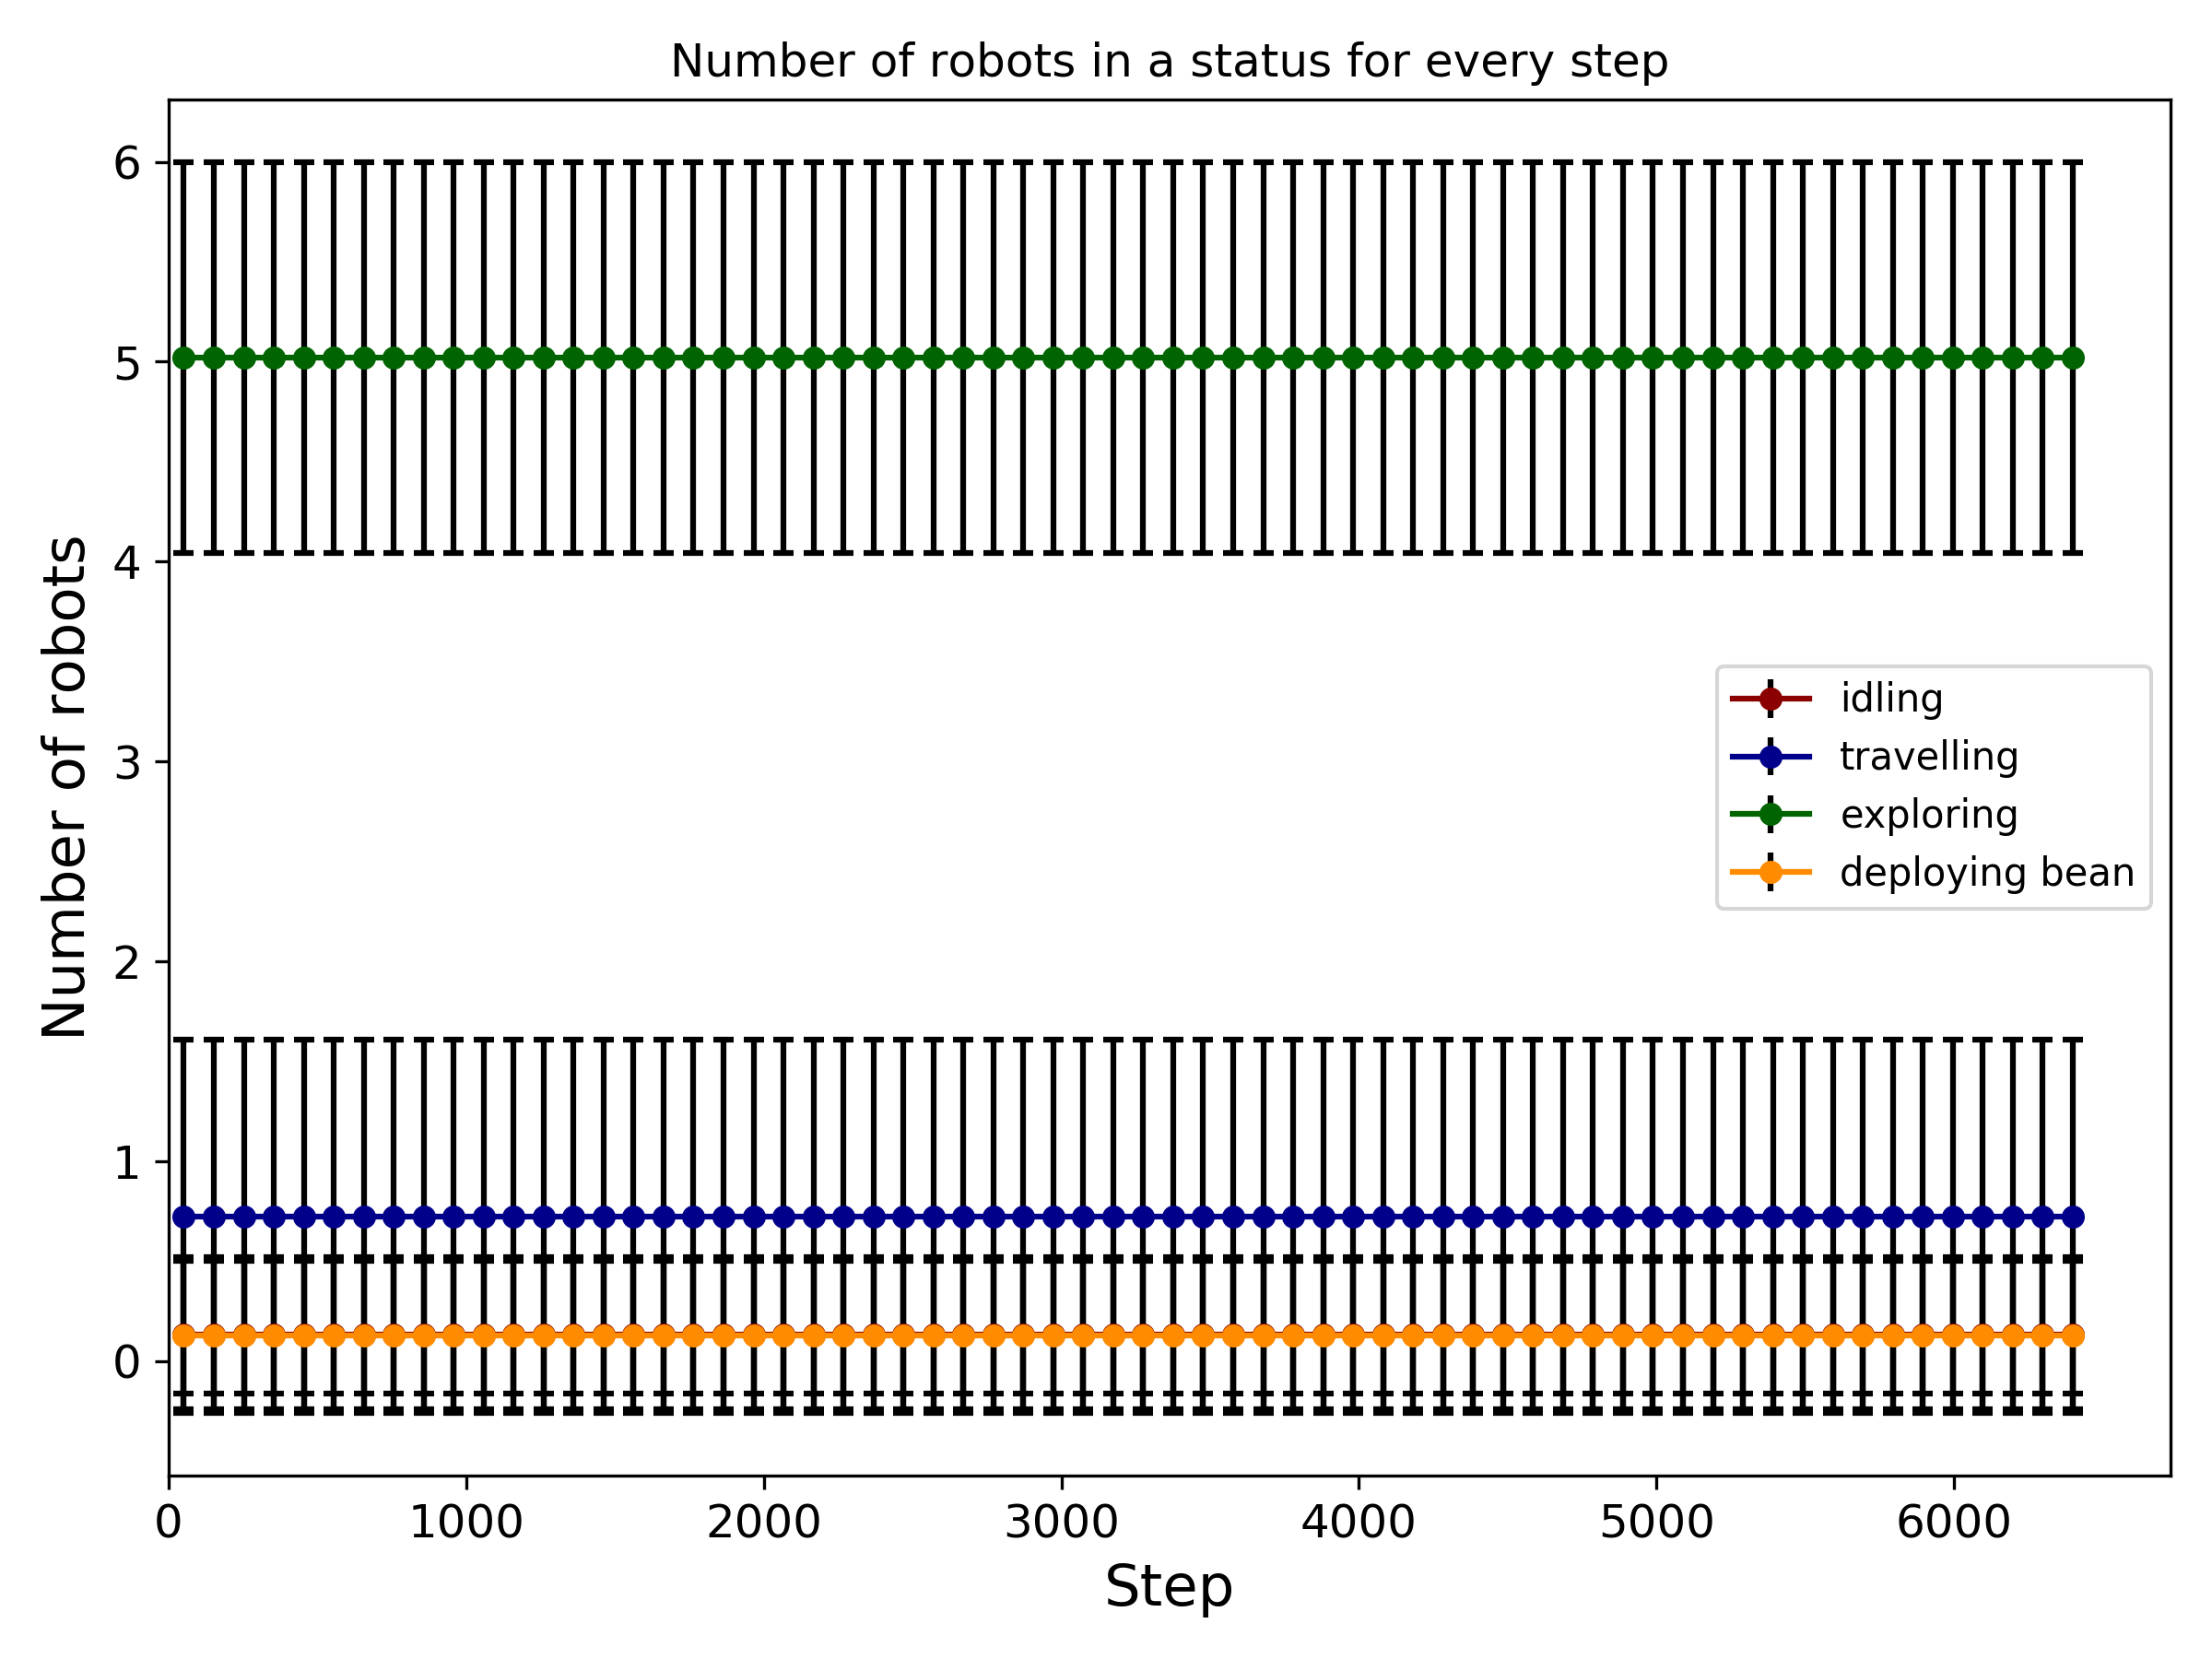 Number of robots in a status for every step
Number of robots
6
5
4
3
2
1
0
idling
travelling
exploring
deploying bean
0 1000 2000 3000 4000 5000 6000
Step